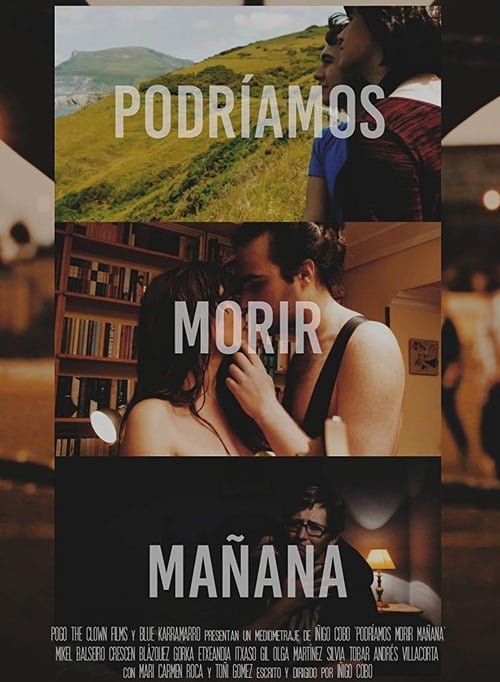 PODRÍAMOS
MORIR
MAÑANA
POGO THE CLOWN FILMS Y BLUE KARRAMARRO PRESENTAN UN MEDIOMETRAJE DE IÑIGO COBO 'PODRÍAMOS MORIR MAÑANA'
MIKEL BALSEIRO CRESCEN BLÁZQUEZ GORKA ETXEANDIA ITXASO GIL OLGA MARTÍNEZ SILVIA TOBAR ANDRÉS VILLACORTA
CON MARI CARMEN ROCA Y TOÑI GOMEZ ESCRITO Y DIRIGIDO POR IÑIGO COBO